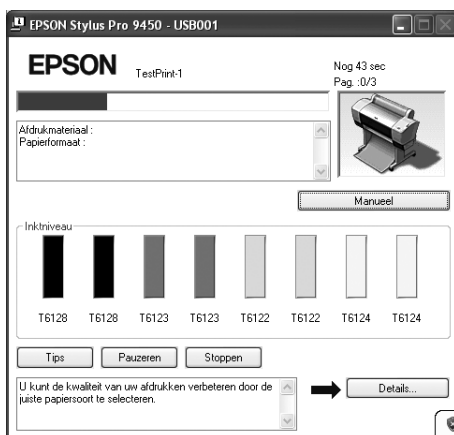 EPSON Stylus Pro 9450 - USB001
EPSON
TestPrint-1
Nog 43 sec
Pag. :0/3
Afdrukmateriaal :
Papierformaat :
Manueel
Inktniveau
T6128 T6128 T6123 T6123 T6122 T6122 T6124 T6124
Tips Pauzeren Stoppen
U kunt de kwaliteit van uw afdrukken verbeteren door de
juiste papiersoort te selecteren.
Details...